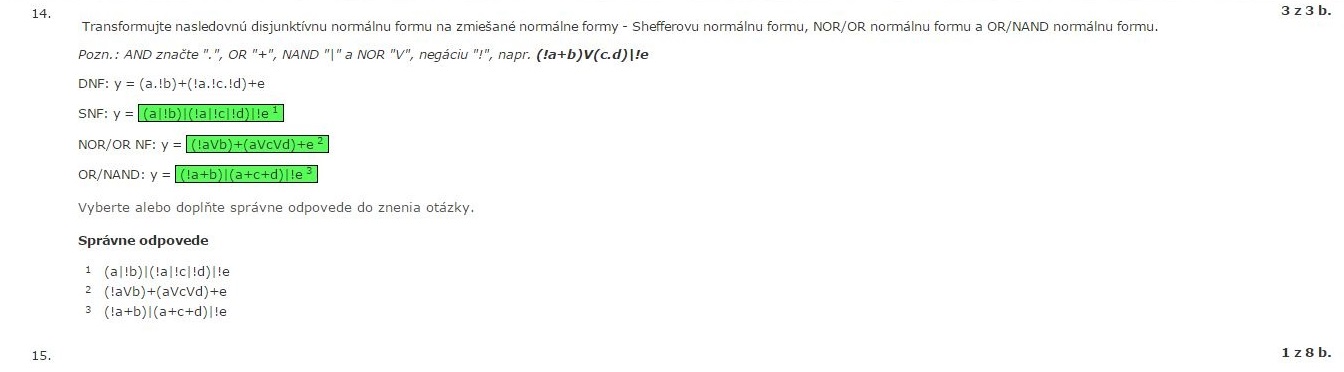 14.
3 z 3 b.
Transformujte nasledovnú disjunktívnu normálnu formu na zmiešané normálne formy - Shefferovu normálnu formu, NOR/OR normálnu formu a OR/NAND normálnu formu.
Pozn.: AND značte ".", OR "+", NAND "|" a NOR "V", negáciu "!", napr. (!a+b)V(c.d)|!e
DNF: y = (a.!b)+(!a.!c.!d)+e
SNF: y = (a|!b)|(!a|!c|!d)|!e 1
NOR/OR NF: y = (!aVb)+(aVcVd)+e 2
OR/NAND: y = (!a+b)|(a+c+d)|!e 3
Vyberte alebo doplňte správne odpovede do znenia otázky.
Správne odpovede
1 (a|!b)|(!a|!c|!d)|!e
2 (!aVb)+(aVcVd)+e
3 (!a+b)|(a+c+d)|!e
15.
1 z 8 b.